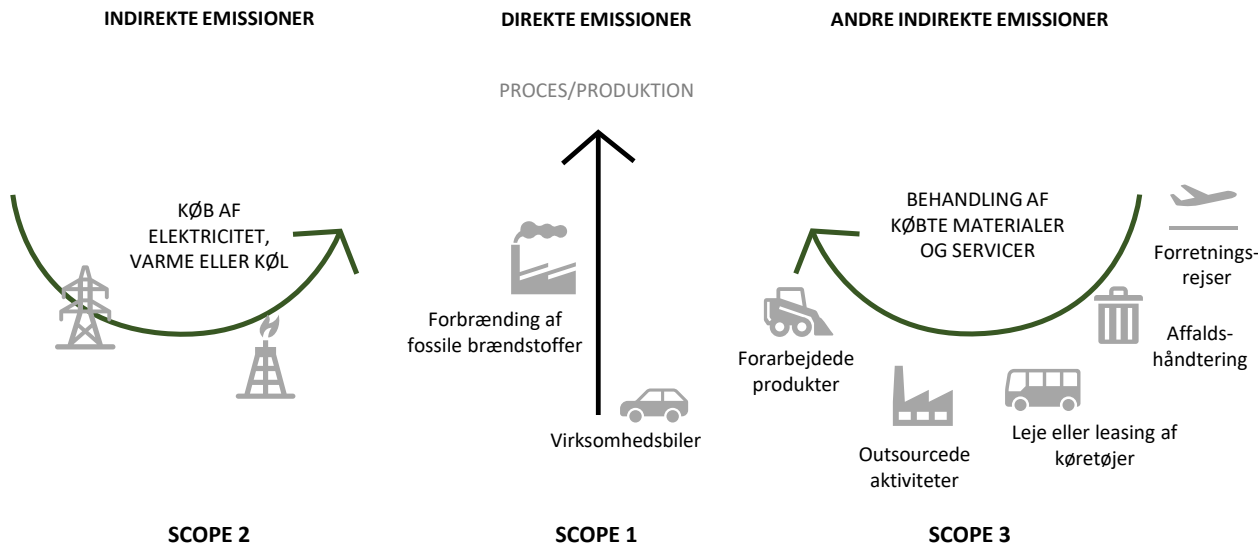 INDIREKTE EMISSIONER
DIREKTE EMISSIONER
ANDRE INDIREKTE EMISSIONER
PROCES/PRODUKTION
KØB AF
ELEKTRICITET,
VARME ELLER KØL
Forbrænding af
fossile brændstoffer
Virksomhedsbiler
BEHANDLING AF
KØBTE MATERIALER
OG SERVICER
Forretnings-
rejser
Affalds-
håndtering
Forarbejdede
produkter
Outsourcede
aktiviteter
Leje eller leasing af
køretøjer
SCOPE 2
SCOPE 1
SCOPE 3